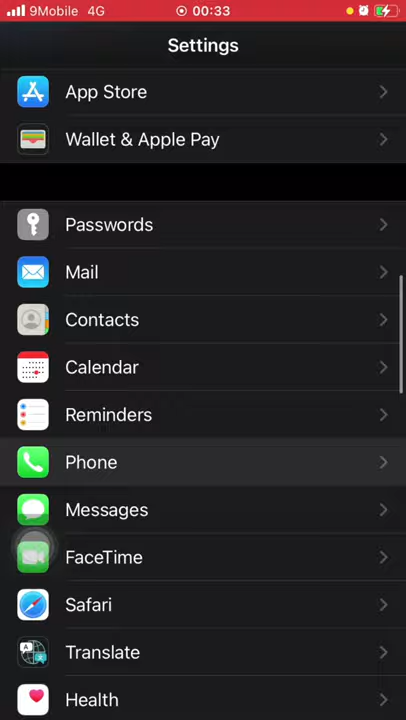 9Mobile 4G 00:33
Settings
App Store
Wallet & Apple Pay
Passwords
Mail
Contacts
Calendar
Reminders
Phone
Messages
FaceTime
Safari
Translate
Health